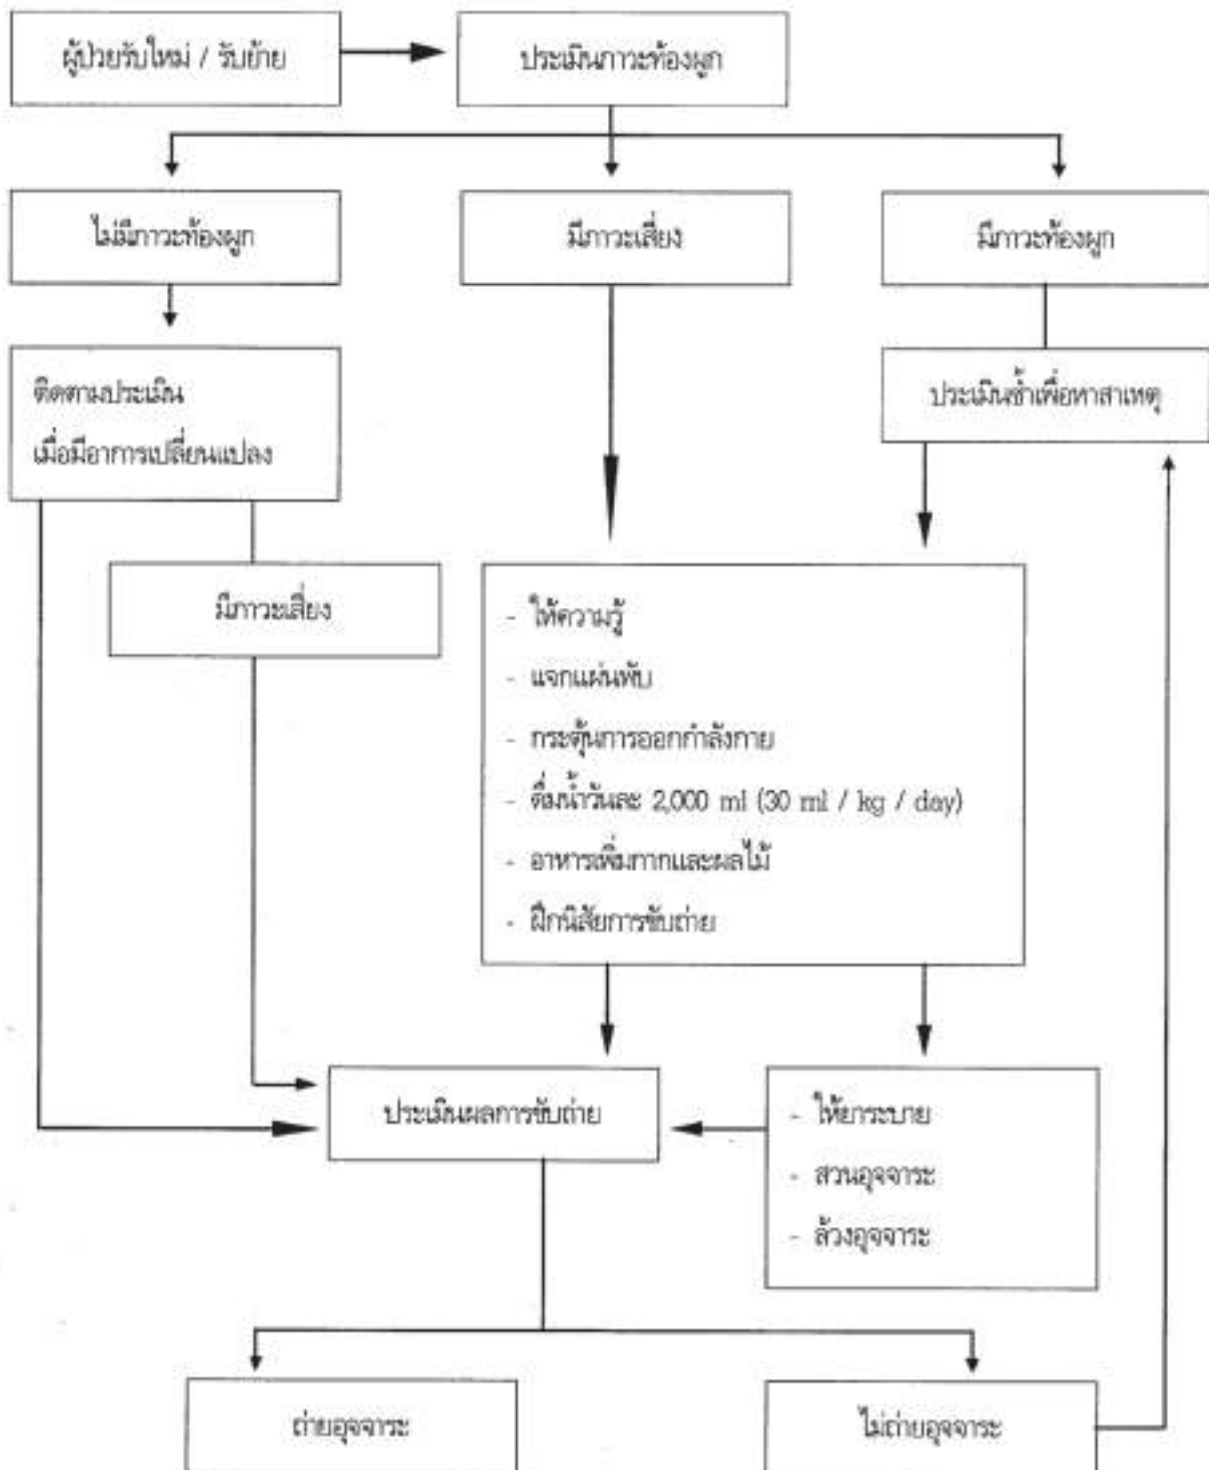 ผู้ป่วยรับใหม่ / รับย้าย
ประเมินภาวะท้องผูก
ไม่มีภาวะท้องผูก
มีภาวะเสี่ยง
มีภาวะท้องผูก
ติดตามประเมิน
เมื่อมีอาการเปลี่ยนแปลง
ประเมินซ้ำเพื่อหาสาเหตุ
มีภาวะเสี่ยง
- ให้ความรู้
- แจกแผ่นพับ
- กระตุ้นการออกกำลังกาย
- ดื่มน้ำวันละ 2,000 ml (30 ml / kg / day)
- อาหารเพิ่มกากและผลไม้
- ฝึกนิสัยการขับถ่าย
ประเมินผลการขับถ่าย
- ให้ยาระบาย
- สวนอุจจาระ
- ล้วงอุจจาระ
ถ่ายอุจจาระ
ไม่ถ่ายอุจจาระ